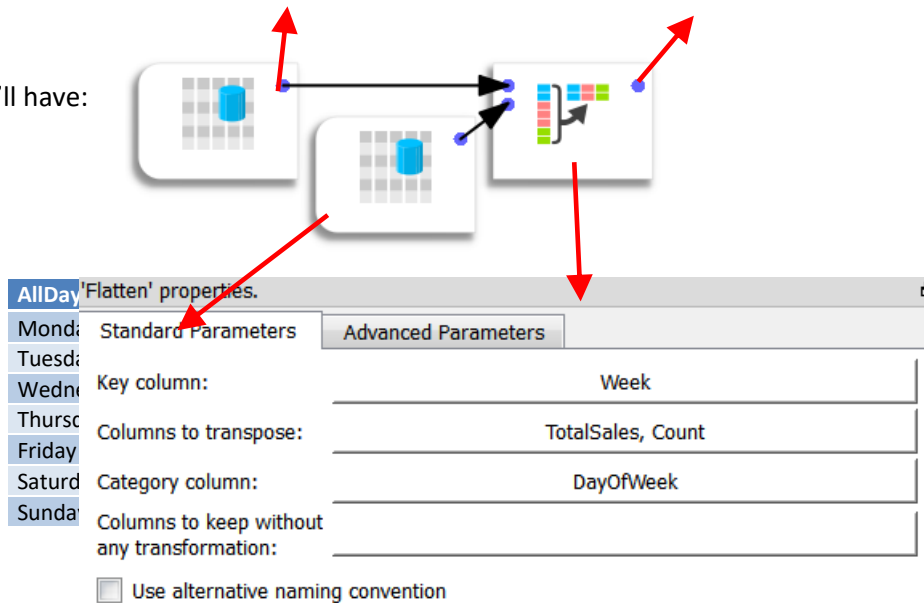 'll have:
AllDay
Monda
Tuesda
Wedne
Thursd
Friday
Saturd
Sunday
'Flatten' properties.
Standard Parameters
Advanced Parameters
Key column:
Week
Columns to transpose:
TotalSales, Count
Category column:
DayOfWeek
Columns to keep without
any transformation:
Use alternative naming convention